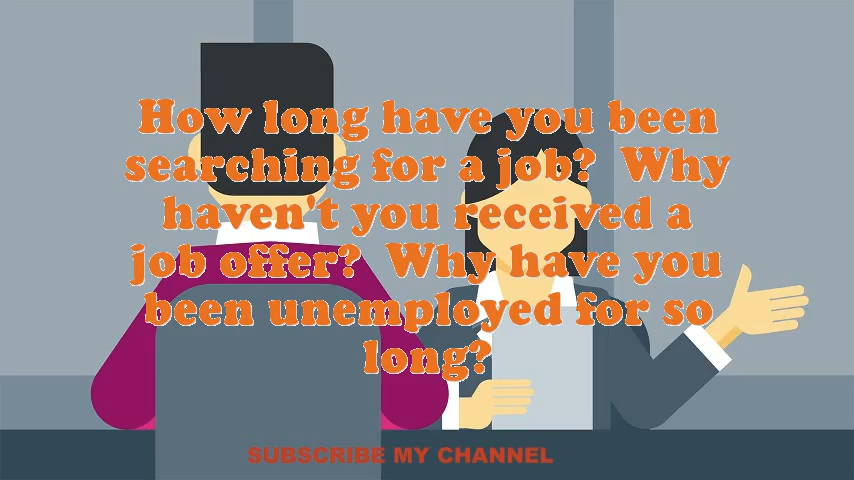 How long have you been
searching for a job?  Why
haven't you received a
job offer?  Why have you
been unemployed for so
long?
SUBSCRIBE MY CHANNEL